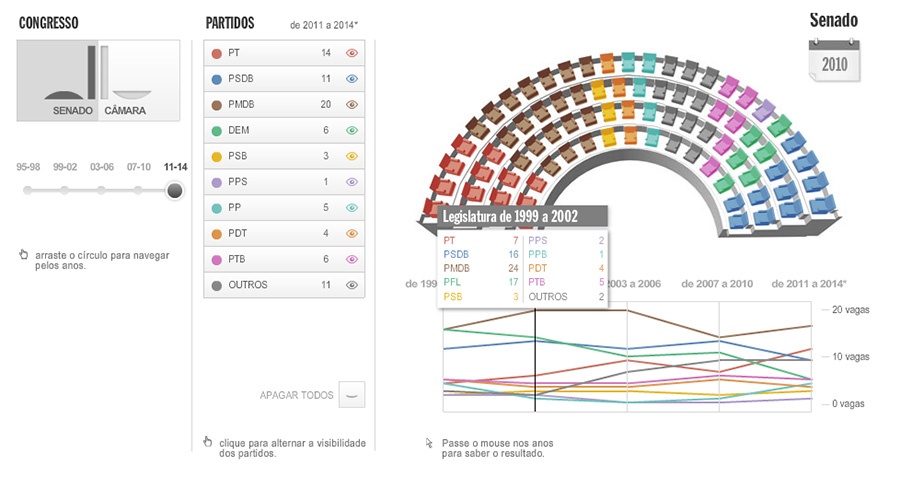 CONGRESSO
SENADO
CÂMARA
95-98 99-02 03-06 07-10 11-14
arraste o círculo para navegar
pelos anos.
PARTIDOS
de 2011 a 2014*
PT 14
PSDB 11
PMDB 20
DEM 6
PSB 3
PPS 1
PP 5
PDT 4
PTB 6
OUTROS 11
APAGAR TODOS
clique para alternar a visibilidade
dos partidos.
Senado
2010
Legislatura de 1999 a 2002
PT 7 PPS 2
PSDB 16 PPB 1
PMDB 24 PDT 4
PFL 17 PTB 5
PSB 3 OUTROS 2
de 199 2003 a 2006 de 2007 a 2010 de 2011 a 2014*
20 vagas
10 vagas
0 vagas
Passe o mouse nos anos
para saber o resultado.